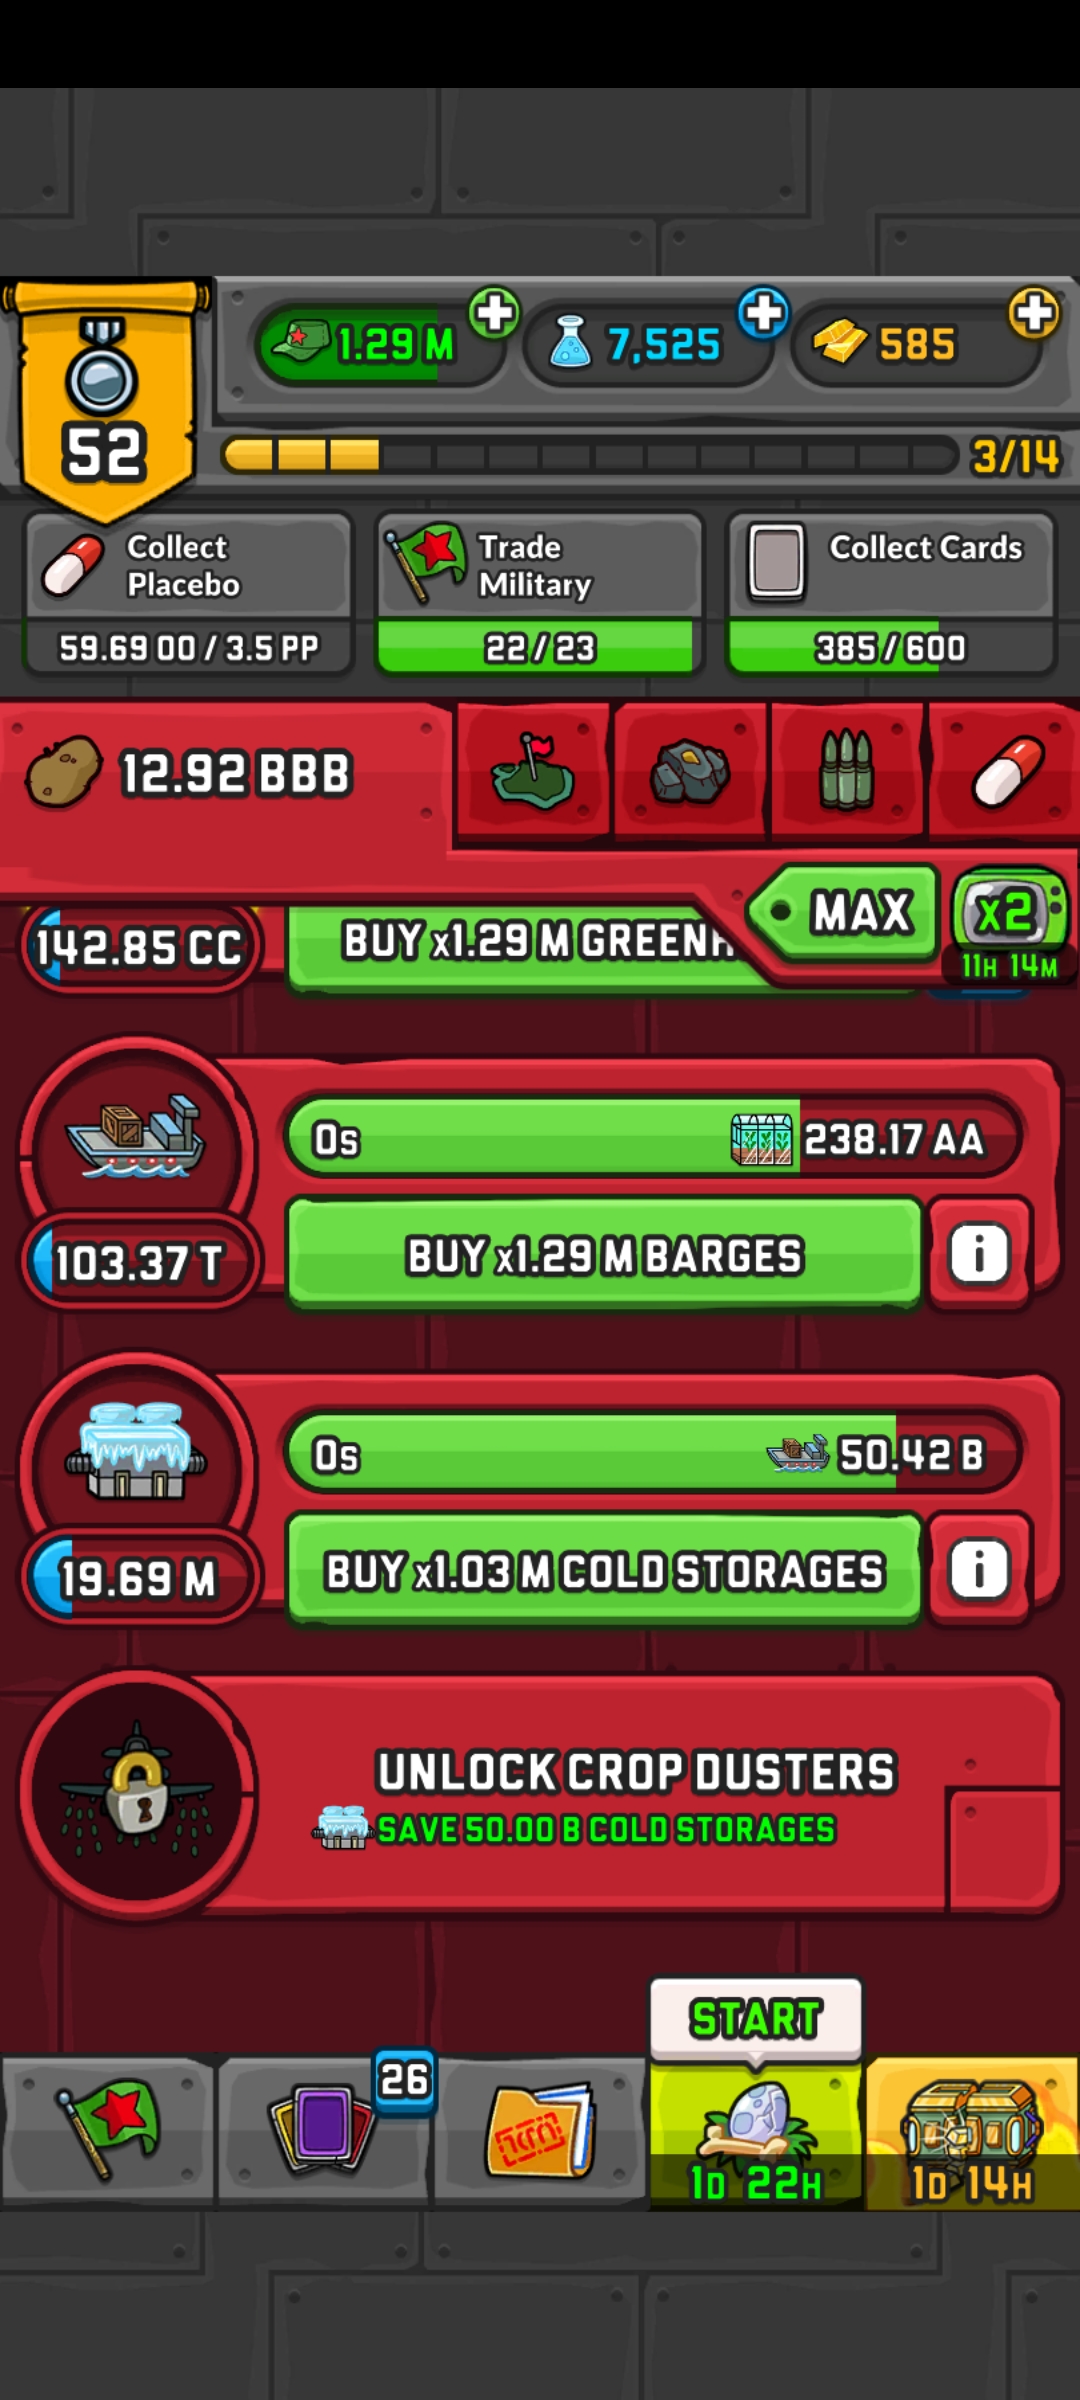 1.29 M
7,525
585
52
3/14
Collect
Placebo
59.69 OO / 3.5 PP
Trade
Military
22 / 23
Collect Cards
385 / 600
12.92 BBB
MAX
x2
11H 14M
142.85 CC
BUY x1.29 M GREENH
0s
238.17 AA
103.37 T
BUY x1.29 M BARGES
i
0s
50.42 B
19.69 M
BUY x1.03 M COLD STORAGES
i
UNLOCK CROP DUSTERS
SAVE 50.00 B COLD STORAGES
START
26
1D 22H
1D 14H